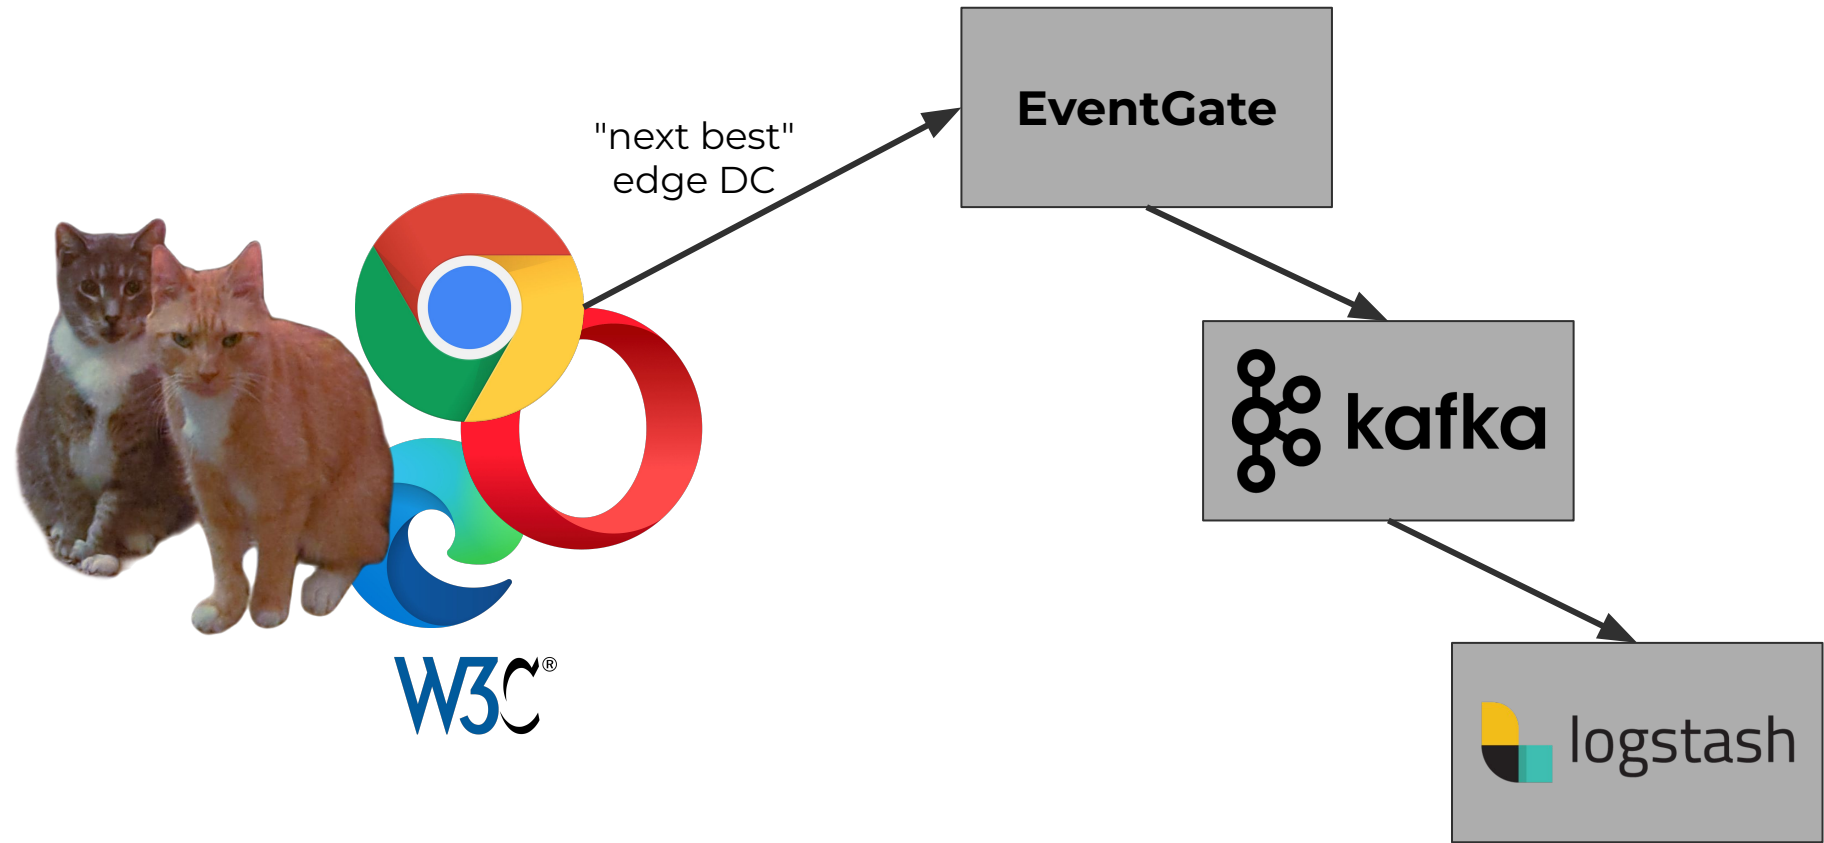 "next best"
edge DC
EventGate
kafka
W3C®
logstash